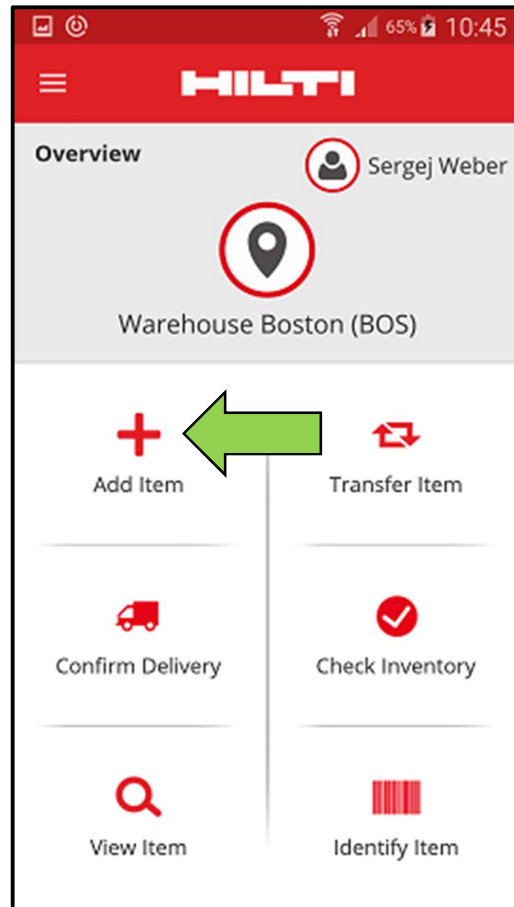 65% 10:45
HILTI
Overview
Sergej Weber
Warehouse Boston (BOS)
Add Item
Transfer Item
Confirm Delivery
Check Inventory
View Item
Identify Item